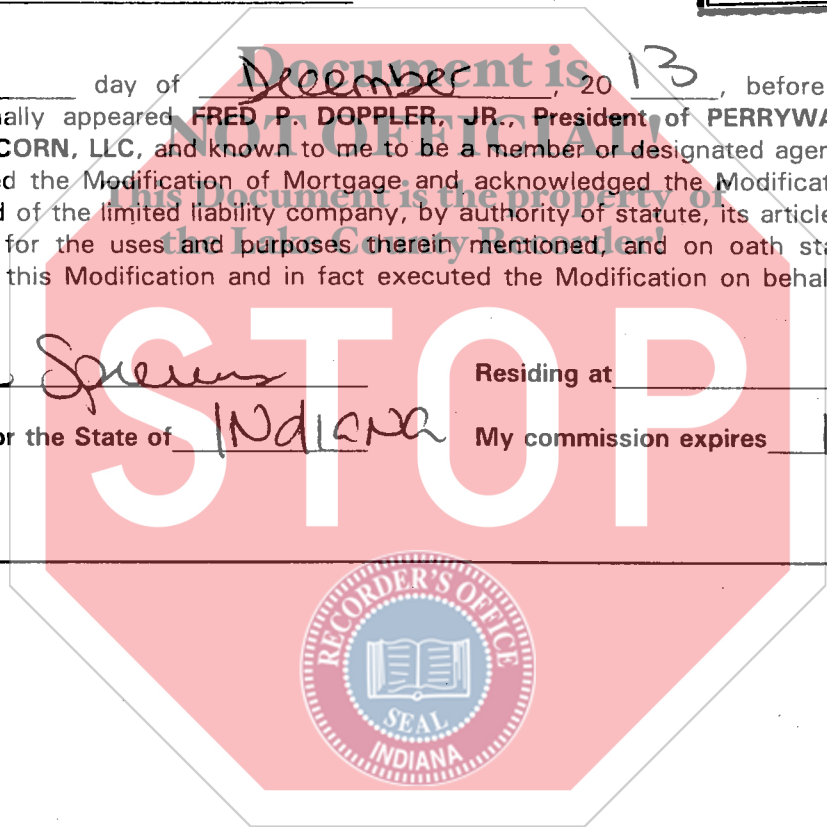 Document is
day of December, 20 13, before
NOT OFFICIAL!
nally appeared FRED P. DOPPLER, JR., President of PERRYWA
CORN, LLC, and known to me to be a member or designated agen
This Document is the property of
ed the Modification of Mortgage and acknowledged the Modificat
d of the limited liability company, by authority of statute, its article
the Lake County Recorder!
for the uses and purposes therein mentioned, and on oath sta
this Modification and in fact executed the Modification on behal
STOP
Residing at
or the State of INdIaNa My commission expires
RECORDER'S OFFICE
SEAL
INDIANA